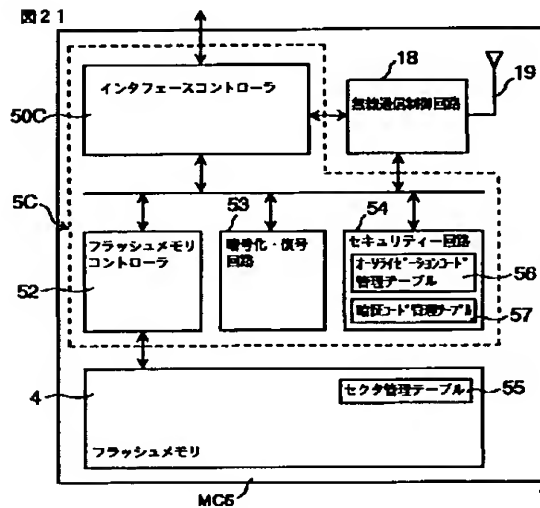 図21
インタフェースコントローラ
50C
18
無線通信制御回路
19
5C
フラッシュメモリ
コントローラ
52
53
暗号化・復号
回路
54
セキュリティー回路
オーソライゼーションコード
管理テーブル
56
暗証コード管理テーブル
57
4
セクタ管理テーブル
55
フラッシュメモリ
MC5